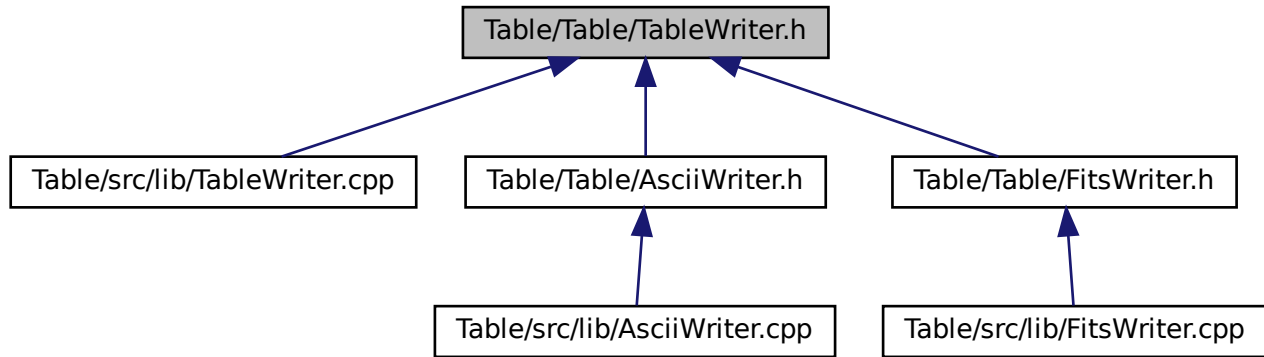 Table/Table/TableWriter.h
Table/src/lib/TableWriter.cpp
Table/Table/AsciiWriter.h
Table/Table/FitsWriter.h
Table/src/lib/AsciiWriter.cpp
Table/src/lib/FitsWriter.cpp